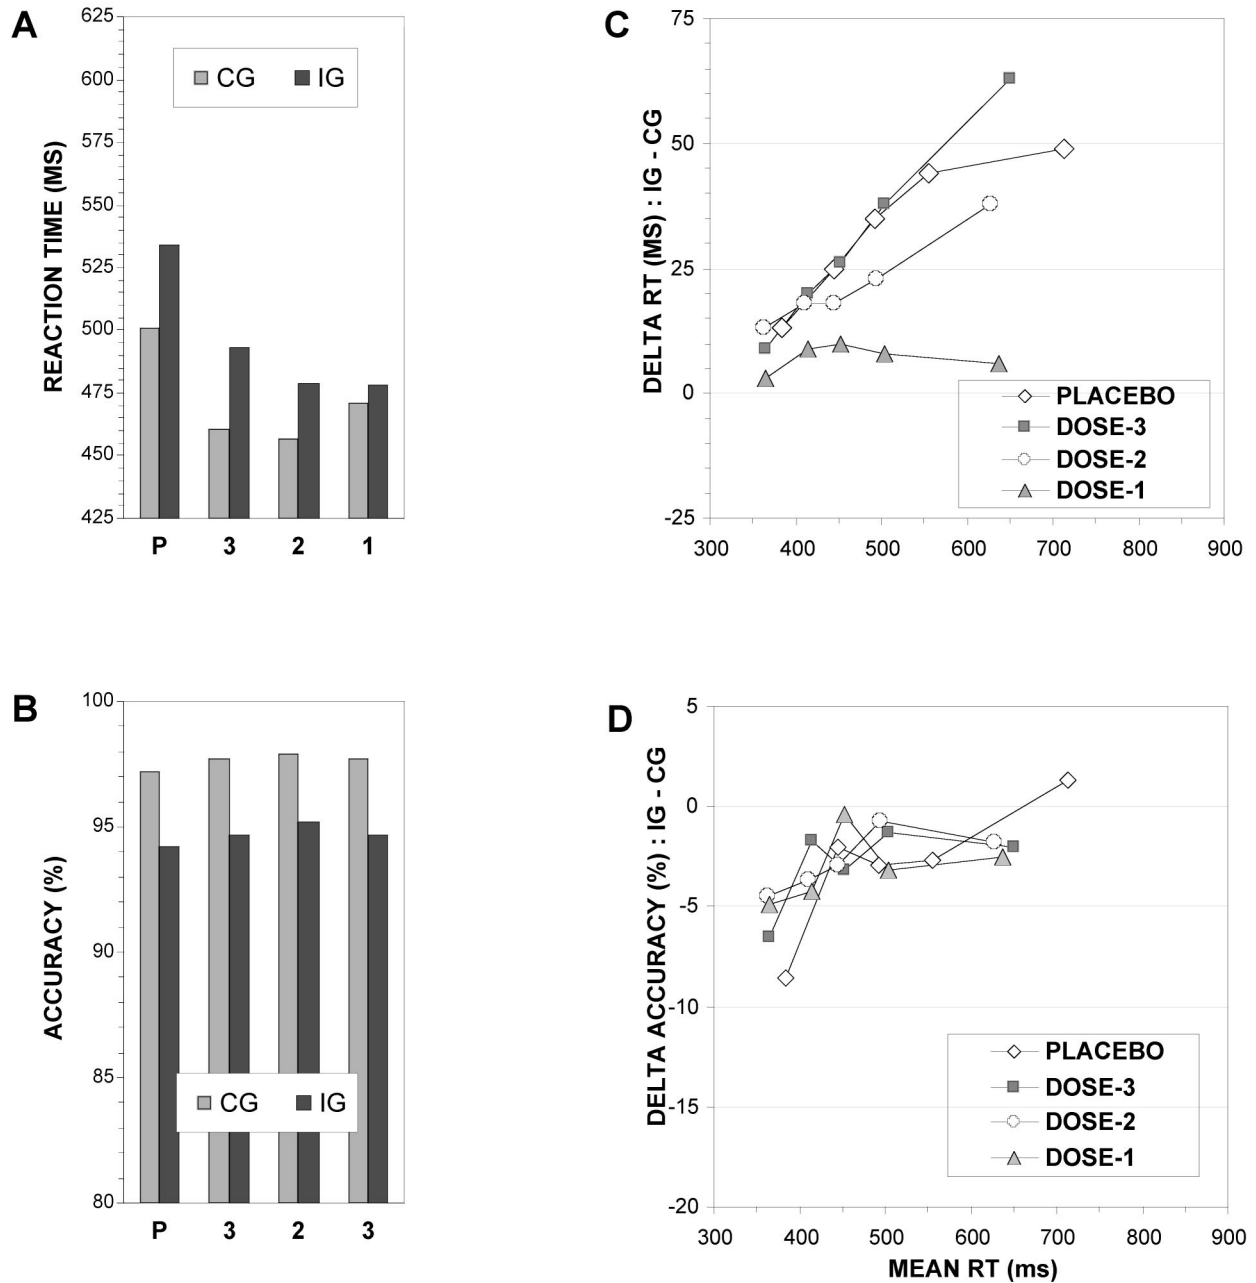 A
REACTION TIME (MS)
625
600
575
550
525
500
475
450
425
CG IG
P 3 2 1
C
DELTA RT (MS) : IG - CG
75
50
25
0
-25
PLACEBO
DOSE-3
DOSE-2
DOSE-1
300 400 500 600 700 800 900
B
ACCURACY (%)
100
95
90
85
80
CG IG
P 3 2 3
D
DELTA ACCURACY (%) : IG - CG
5
0
-5
-10
-15
-20
PLACEBO
DOSE-3
DOSE-2
DOSE-1
300 400 500 600 700 800 900
MEAN RT (ms)